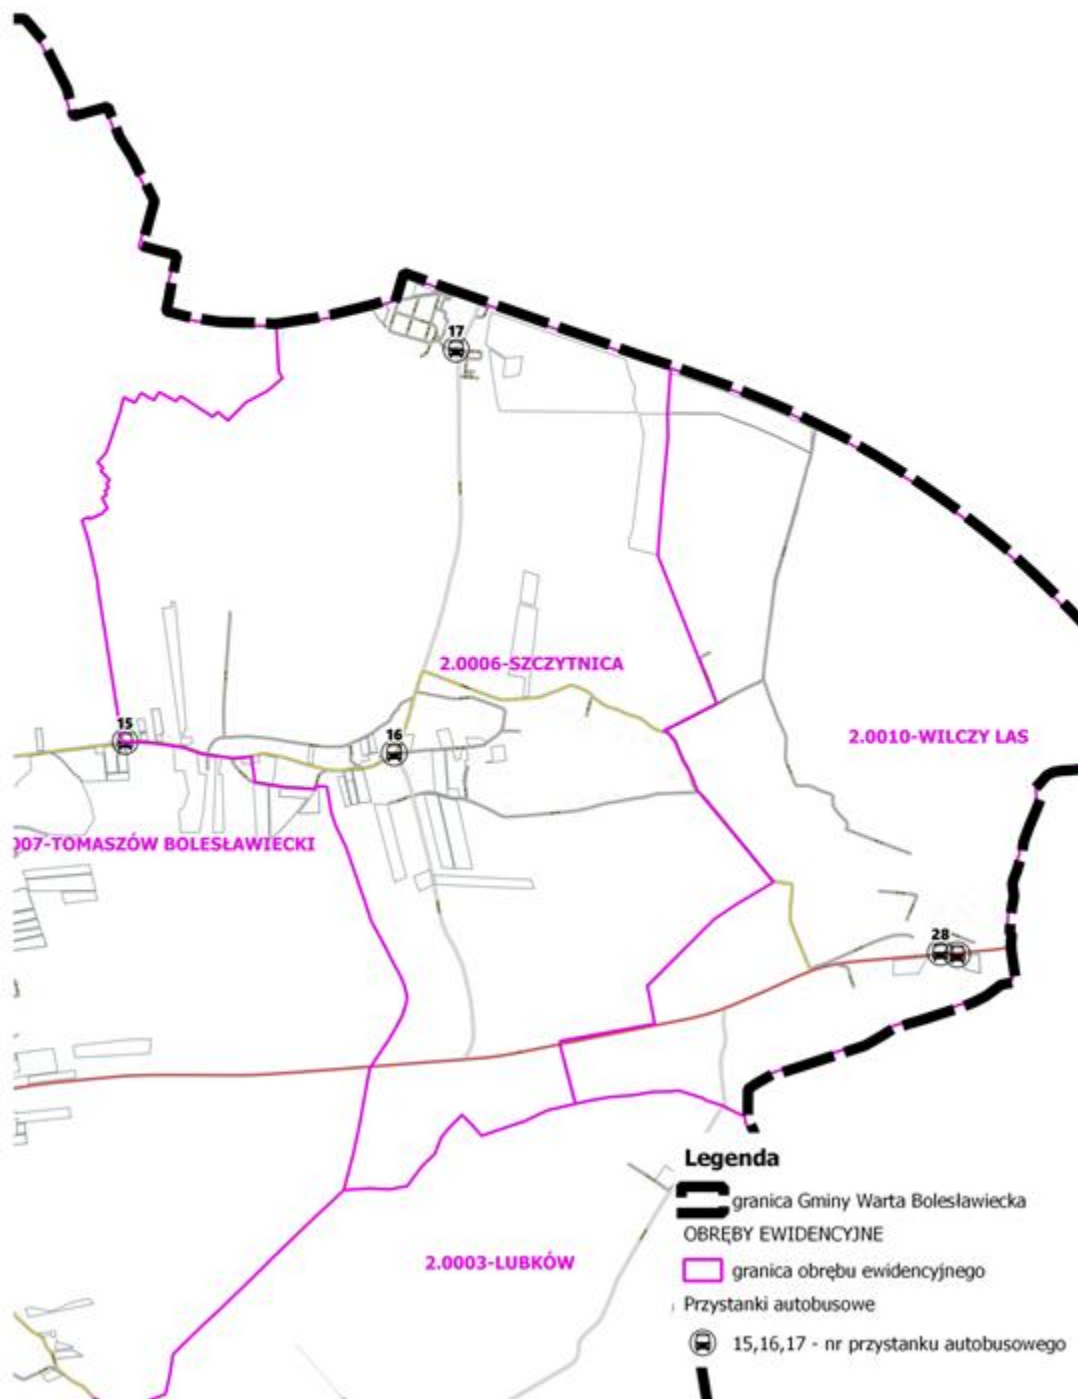 17
2.0006-SZCZYTNICA
15
16
2.0010-WILCZY LAS
007-TOMASZÓW BOLESŁAWIECKI
28
2.0003-LUBKÓW
Legenda
granica Gminy Warta Bolesławiecka
OBRĘBY EWIDENCYJNE
granica obrębu ewidencyjnego
Przystanki autobusowe
15,16,17 - nr przystanku autobusowego